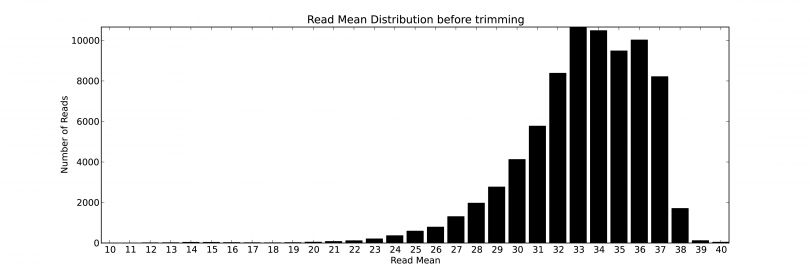 Read Mean Distribution before trimming
Number of Reads
10000
8000
6000
4000
2000
0
10 11 12 13 14 15 16 17 18 19 20 21 22 23 24 25 26 27 28 29 30 31 32 33 34 35 36 37 38 39 40
Read Mean